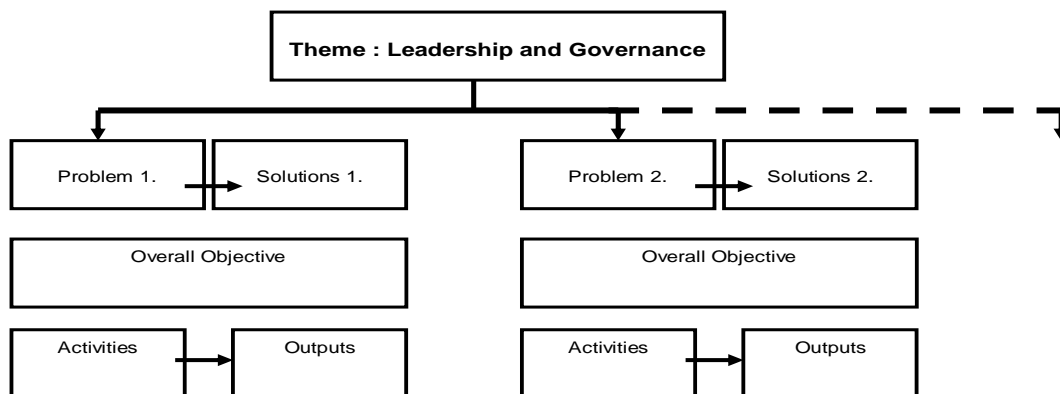 Theme : Leadership and Governance
Problem 1.
Solutions 1.
Problem 2.
Solutions 2.
Overall Objective
Overall Objective
Activities
Outputs
Activities
Outputs